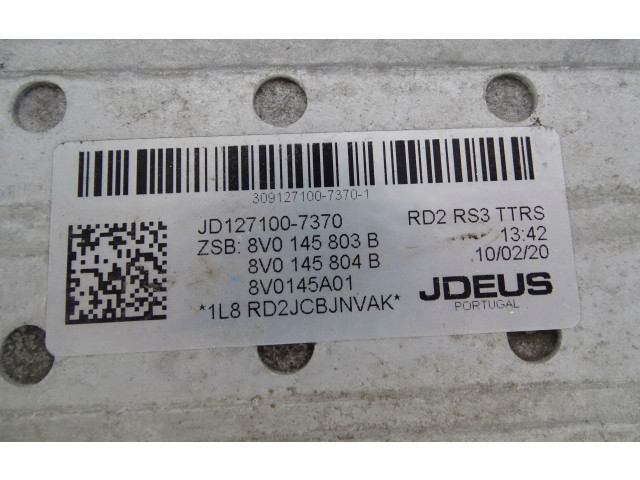 309127100-7370-1
JD127100-7370 RD2 RS3 TTRS
ZSB: 8V0 145 803 B 13:42
8V0 145 804 B 10/02/20
8V0145A01
*1L8 RD2JCBJNVAK* JDEUS
PORTUGAL